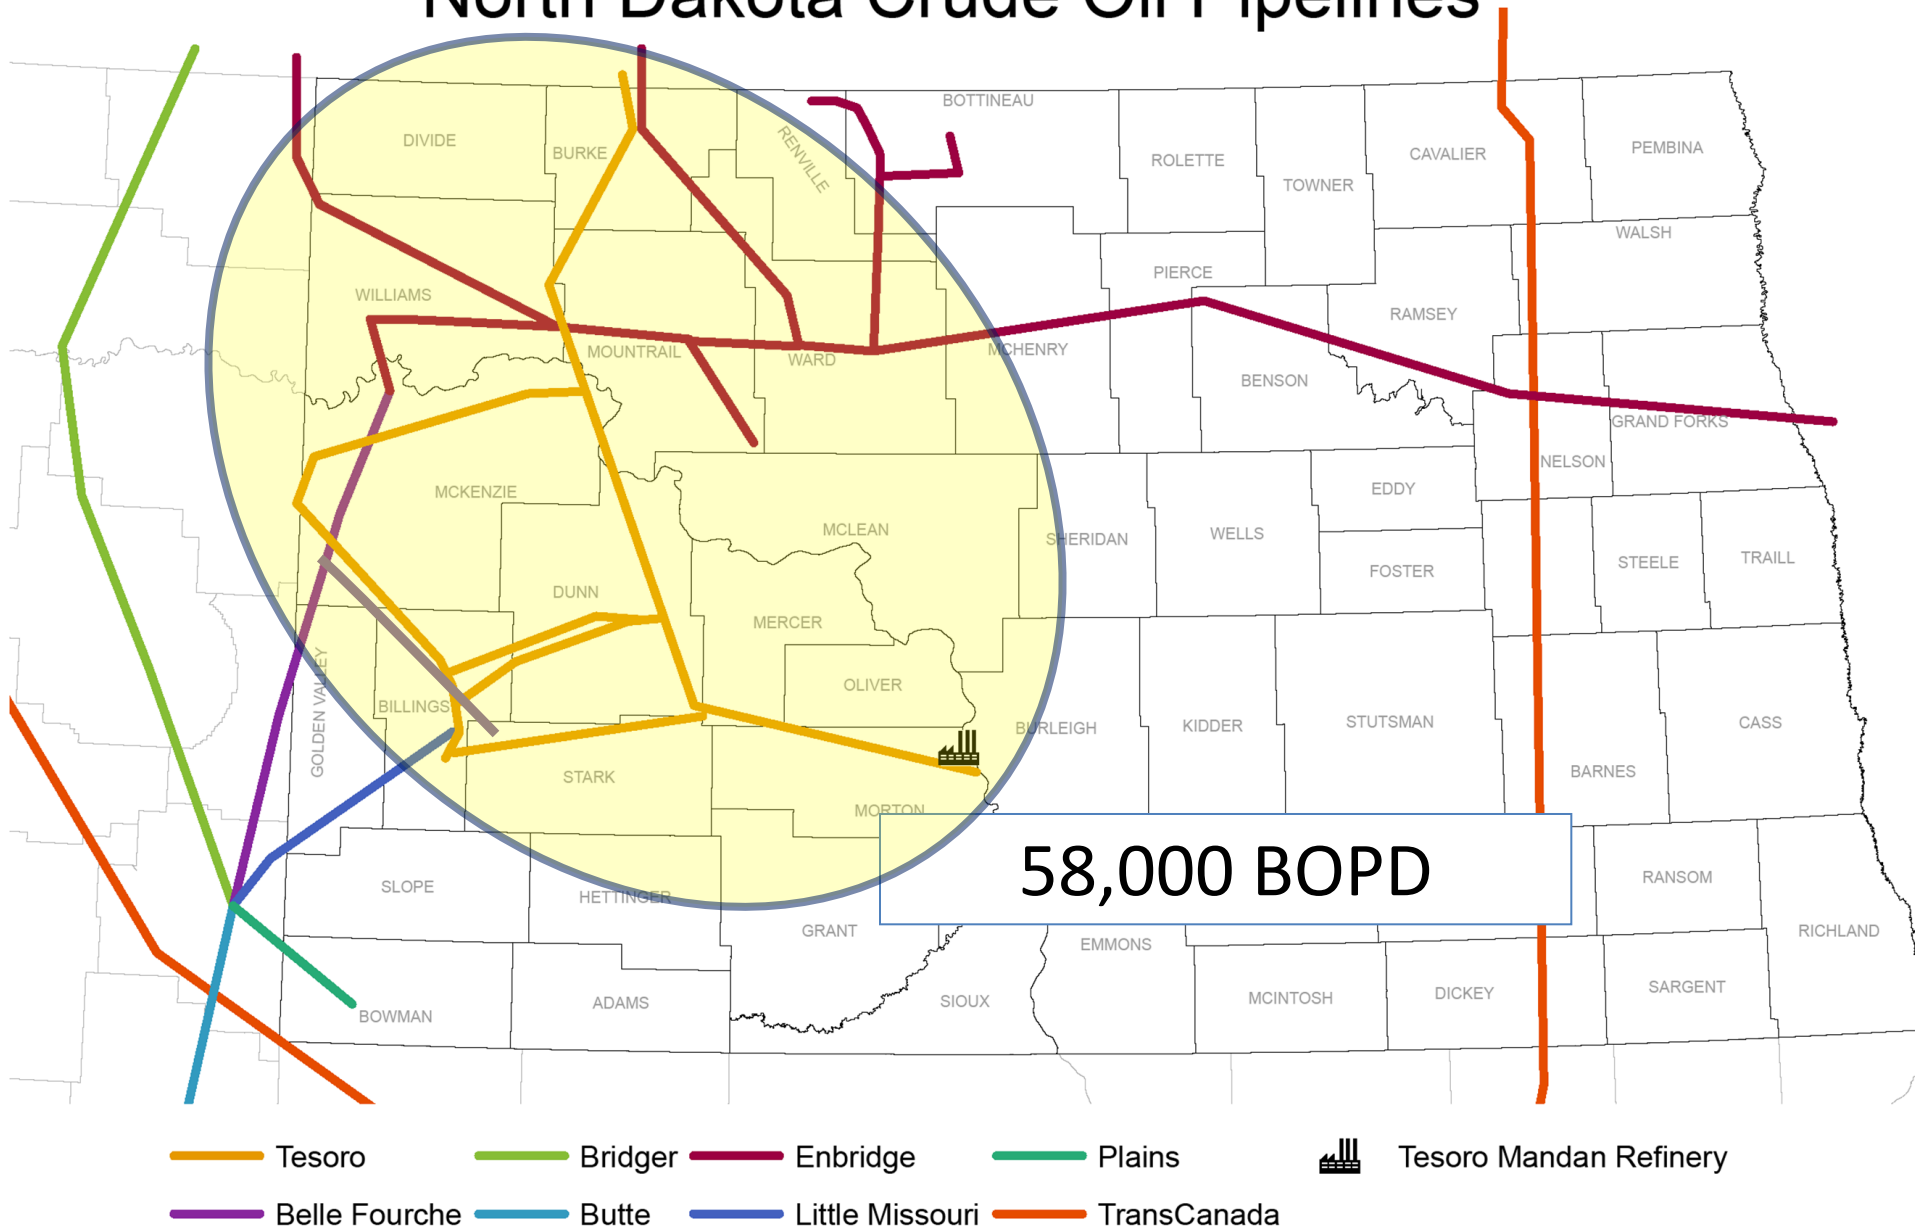 North Dakota Crude Oil Pipelines
BOTTINEAU
DIVIDE
BURKE
RENVILLE
ROLETTE
TOWNER
CAVALIER
PEMBINA
WALSH
PIERCE
WILLIAMS
RAMSEY
MOUNTRAIL
WARD
MCHENRY
BENSON
GRAND FORKS
NELSON
MCKENZIE
EDDY
MCLEAN
SHERIDAN
WELLS
STEELE
TRAILL
FOSTER
DUNN
MERCER
GOLDEN VALLEY
OLIVER
BILLINGS
BURLEIGH
KIDDER
STUTSMAN
CASS
STARK
BARNES
MORTON
58,000 BOPD
SLOPE
HETTINGER
RANSOM
GRANT
RICHLAND
EMMONS
SIOUX
BOWMAN
ADAMS
MCINTOSH
DICKEY
SARGENT
Tesoro Bridger Enbridge Plains Tesoro Mandan Refinery
Belle Fourche Butte Little Missouri TransCanada